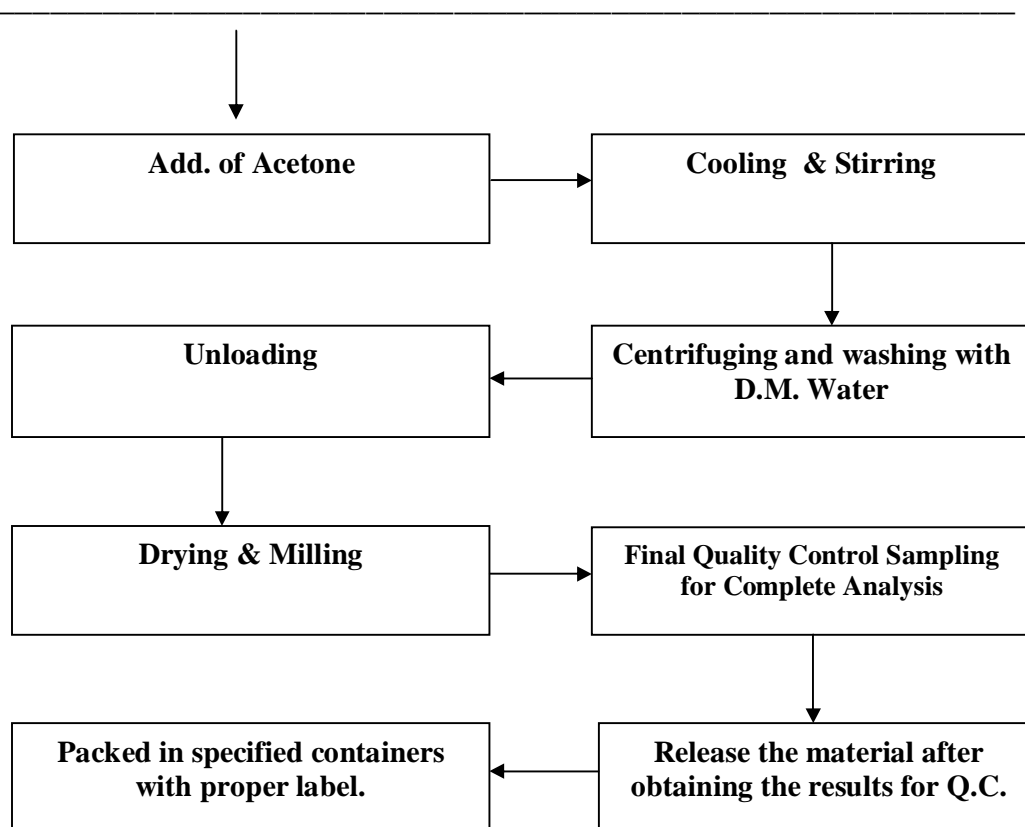 Add. of Acetone
Cooling & Stirring
Centrifuging and washing with
D.M. Water
Unloading
Drying & Milling
Final Quality Control Sampling
for Complete Analysis
Release the material after
obtaining the results for Q.C.
Packed in specified containers
with proper label.